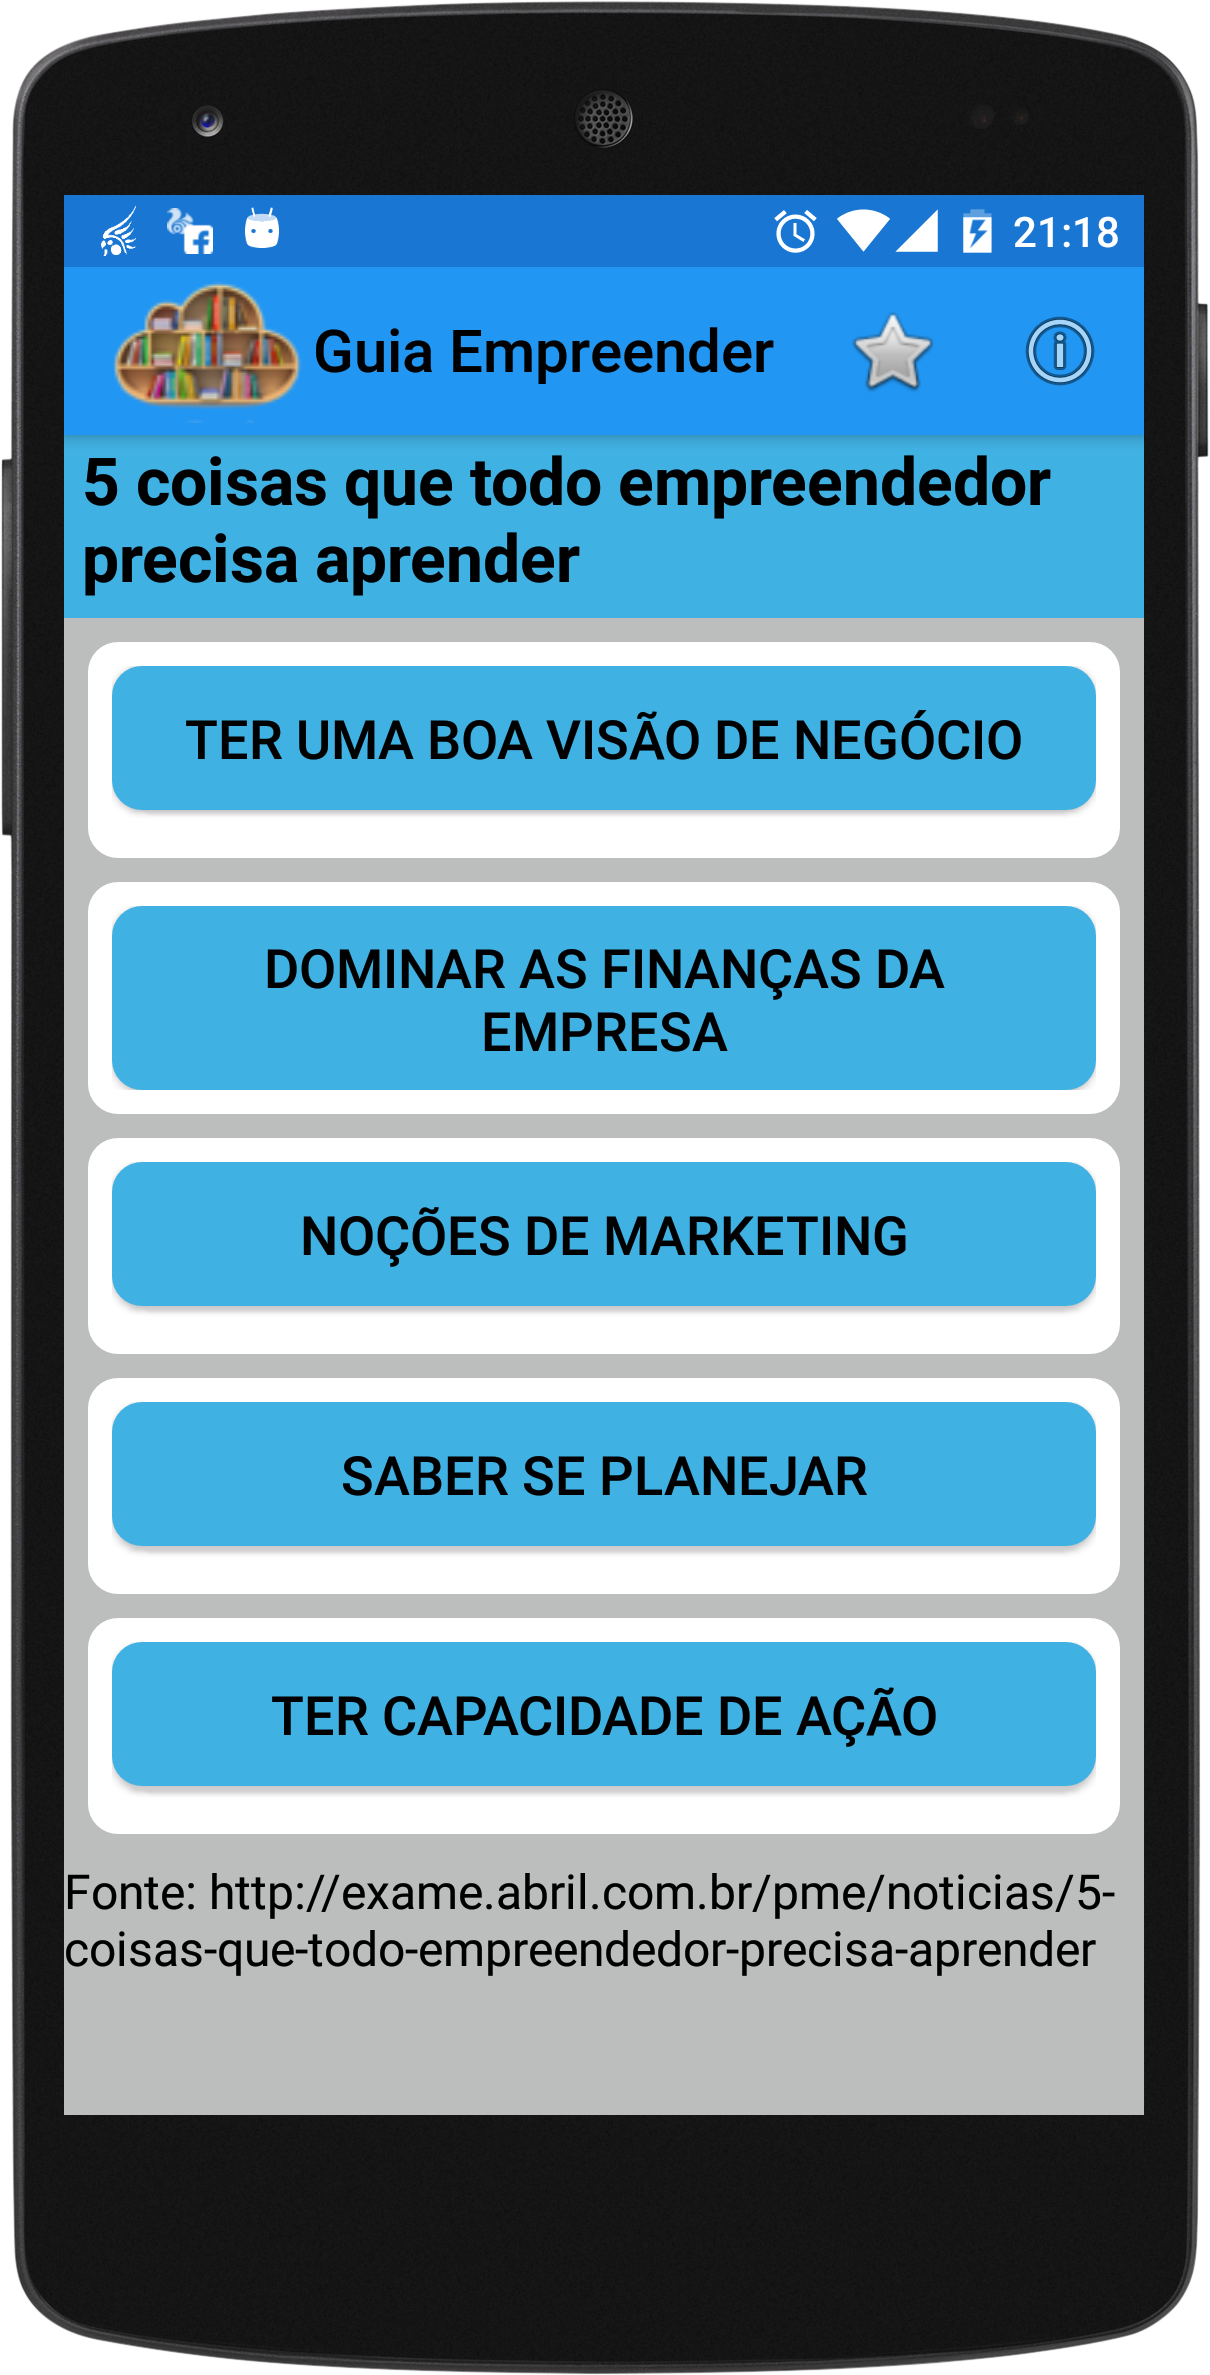 21:18
Guia Empreender
5 coisas que todo empreendedor
precisa aprender
TER UMA BOA VISÃO DE NEGÓCIO
DOMINAR AS FINANÇAS DA
EMPRESA
NOÇÕES DE MARKETING
SABER SE PLANEJAR
TER CAPACIDADE DE AÇÃO
Fonte: http://exame.abril.com.br/pme/noticias/5-
coisas-que-todo-empreendedor-precisa-aprender